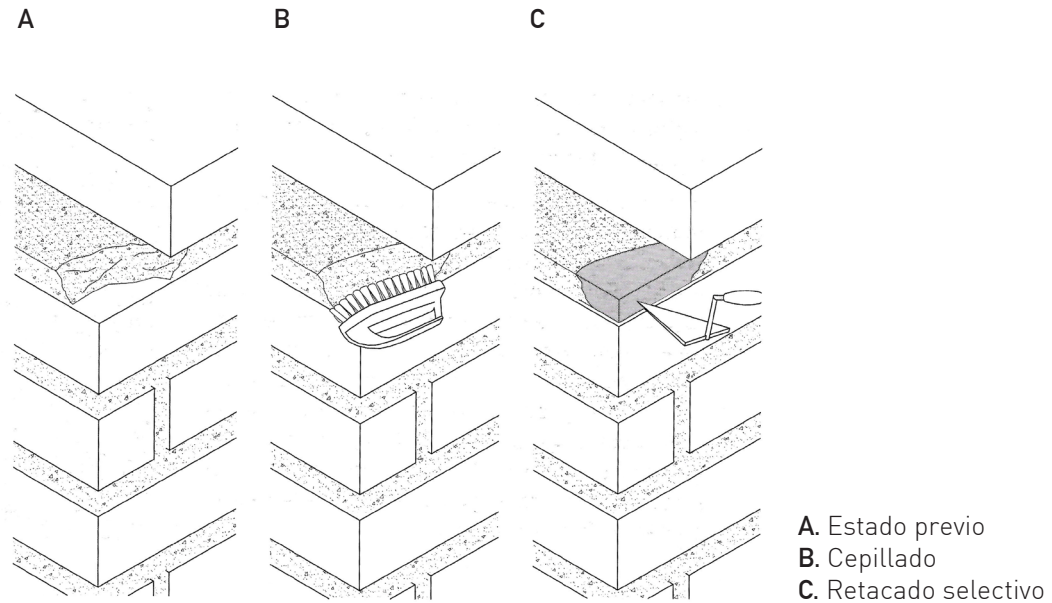 A
B
C
A. Estado previo
B. Cepillado
C. Retacado selectivo